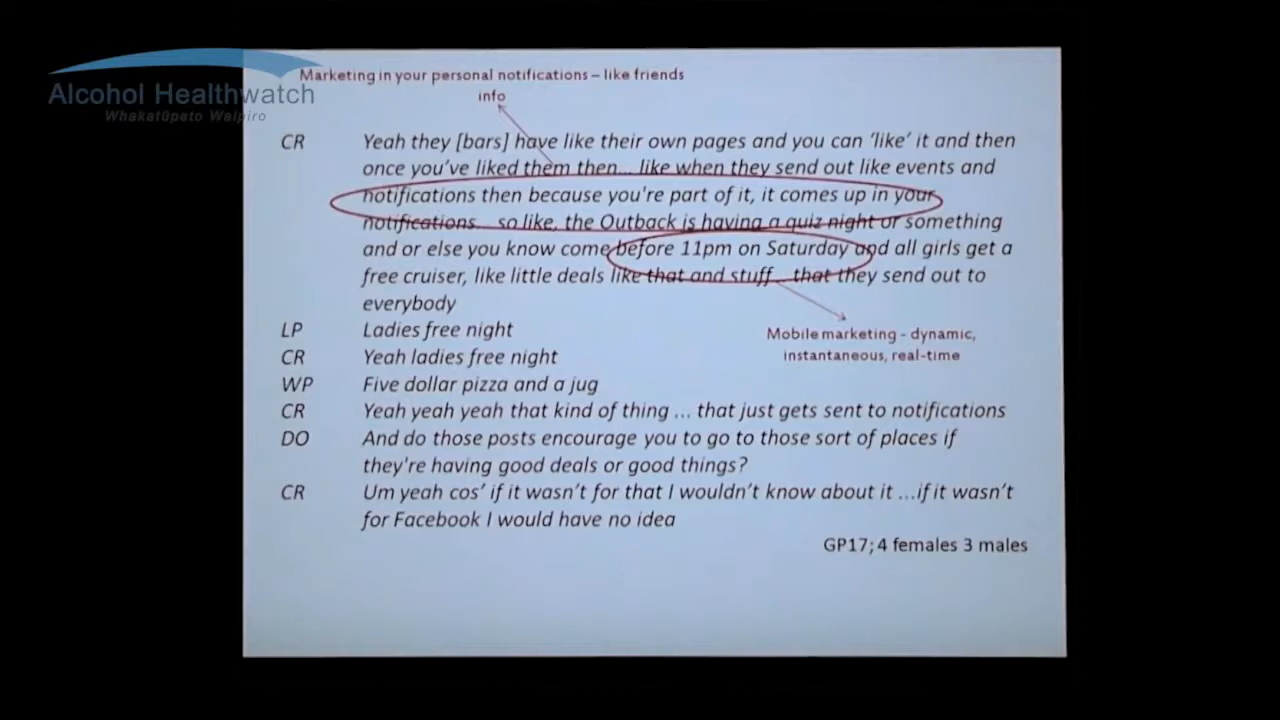 Alcohol Healthwatch
Whakatūpato Waipiro
Marketing in your personal notifications – like friends
info
CR Yeah they [bars] have like their own pages and you can ‘like’ it and then
once you’ve liked them then... like when they send out like events and
notifications then because you're part of it, it comes up in your
notifications... so like, the Outback is having a quiz night or something
and or else you know come before 11pm on Saturday and all girls get a
free cruiser, like little deals like that and stuff... that they send out to
everybody
LP Ladies free night
CR Yeah ladies free night
Mobile marketing - dynamic,
instantaneous, real-time
WP Five dollar pizza and a jug
CR Yeah yeah yeah that kind of thing ... that just gets sent to notifications
DO And do those posts encourage you to go to those sort of places if
they're having good deals or good things?
CR Um yeah cos’ if it wasn’t for that I wouldn’t know about it ...if it wasn’t
for Facebook I would have no idea
GP17; 4 females 3 males